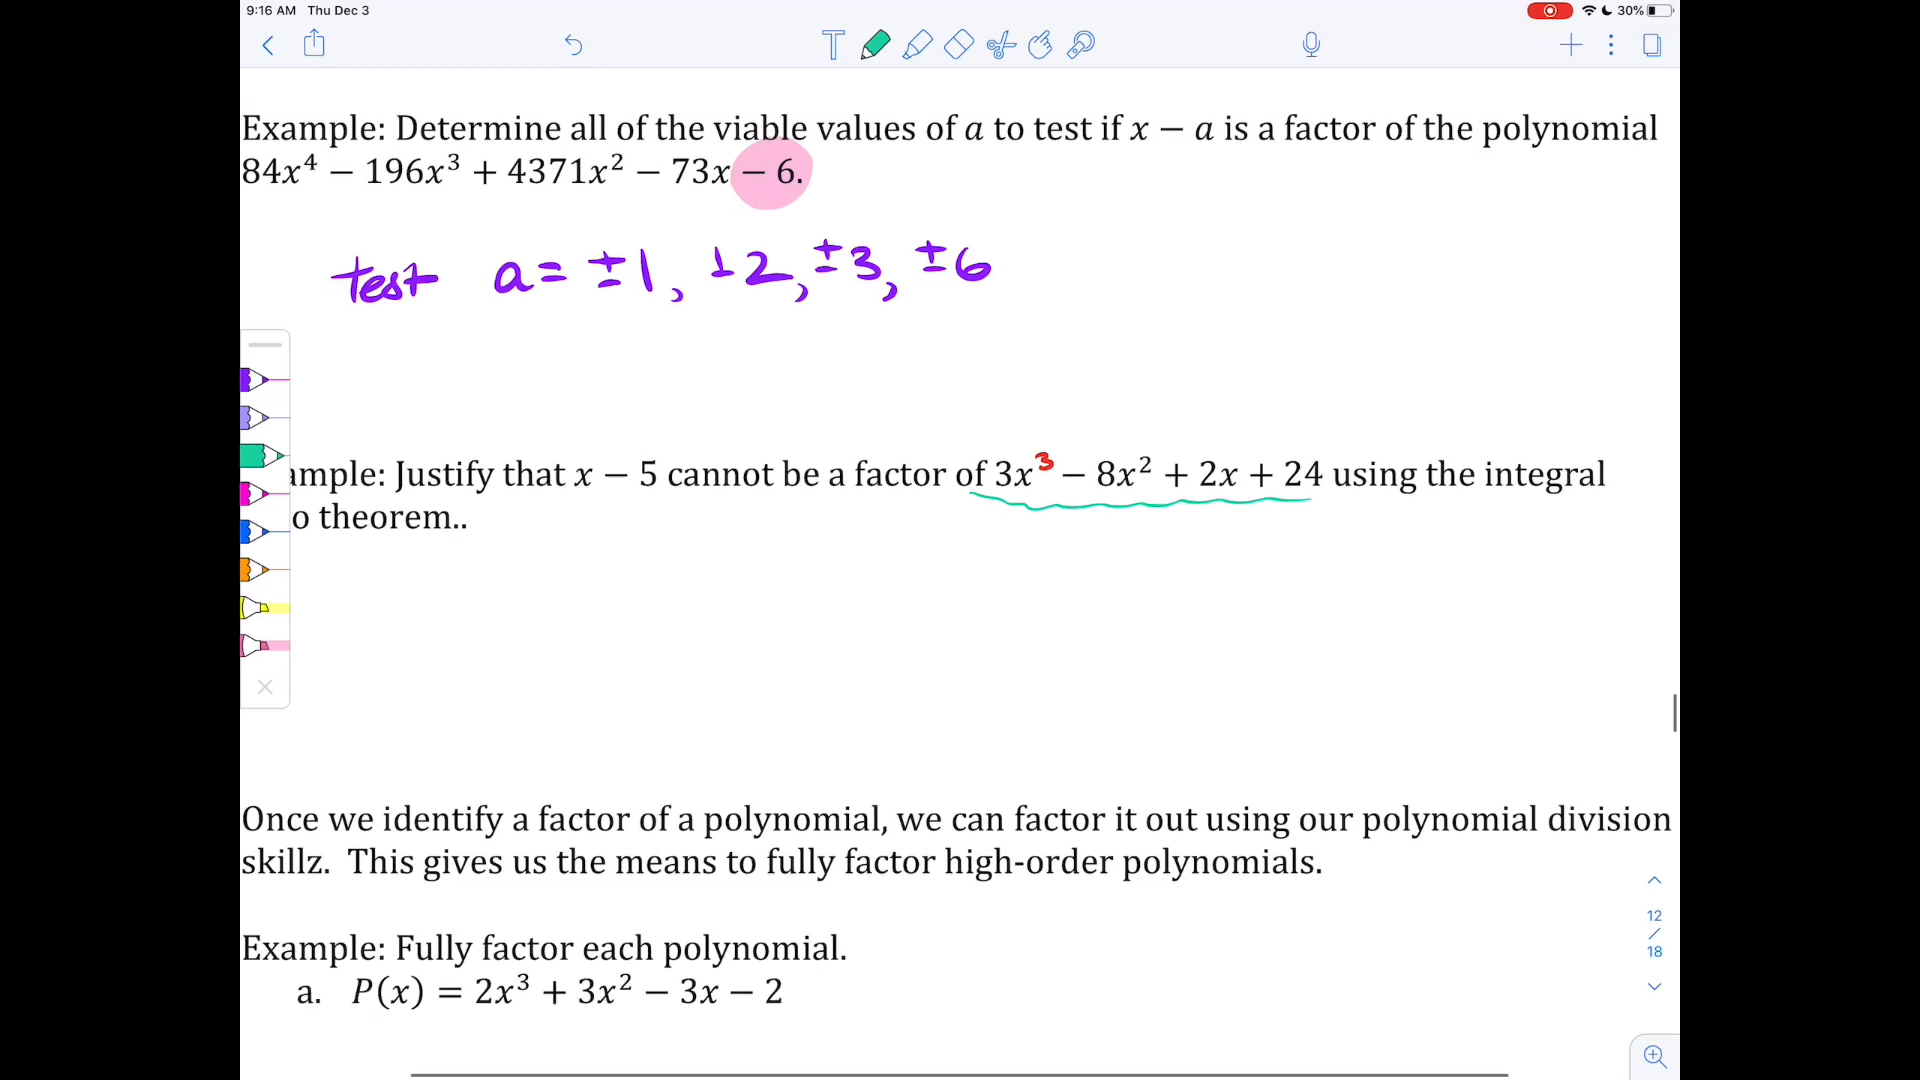 9:16 AM Thu Dec 3
30%
Example: Determine all of the viable values of a to test if x − a is a factor of the polynomial
84x⁴ − 196x³ + 4371x² − 73x − 6.
test a = ±1, ±2, ±3, ±6
ample: Justify that x − 5 cannot be a factor of 3x³ − 8x² + 2x + 24 using the integral
o theorem..
Once we identify a factor of a polynomial, we can factor it out using our polynomial division
skillz. This gives us the means to fully factor high-order polynomials.
12
/
18
Example: Fully factor each polynomial.
a. P(x) = 2x³ + 3x² − 3x − 2